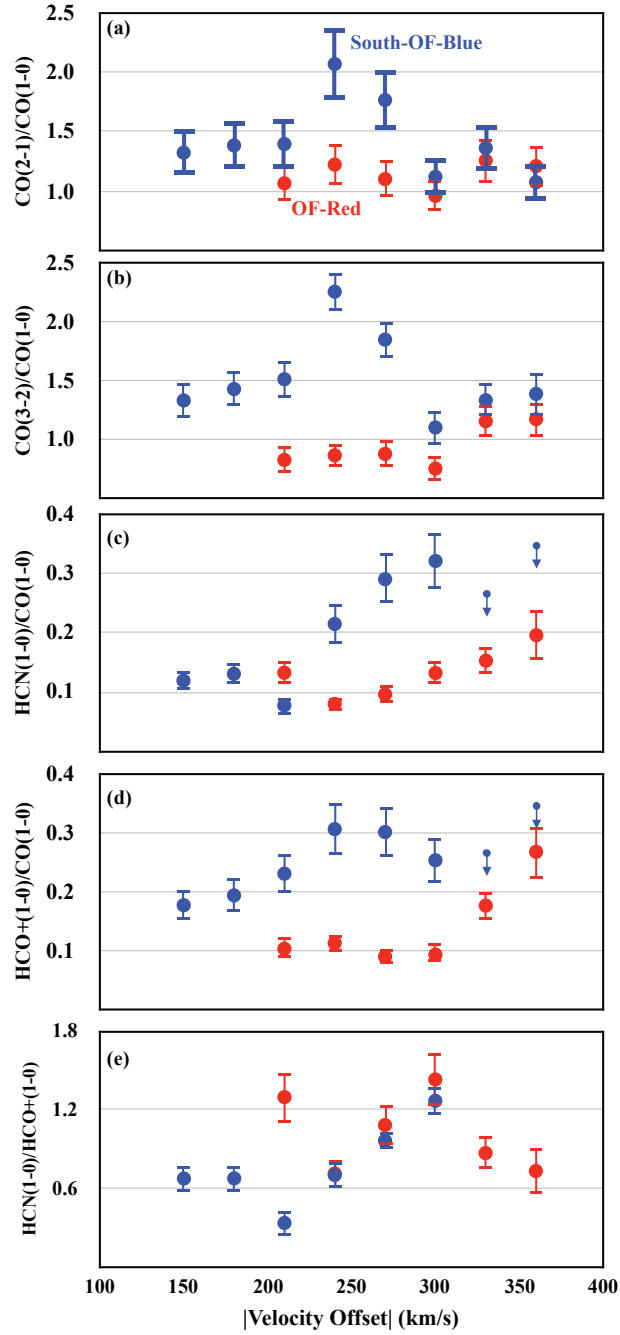 2.5
(a)
South-OF-Blue
2.0
CO(2-1)/CO(1-0)
1.5
1.0
OF-Red
2.5
(b)
2.0
CO(3-2)/CO(1-0)
1.5
1.0
0.4
(c)
0.3
HCN(1-0)/CO(1-0)
0.2
0.1
0.4
(d)
0.3
HCO+(1-0)/CO(1-0)
0.2
0.1
1.8
(e)
1.2
HCN(1-0)/HCO+(1-0)
0.6
100 150 200 250 300 350 400
|Velocity Offset| (km/s)